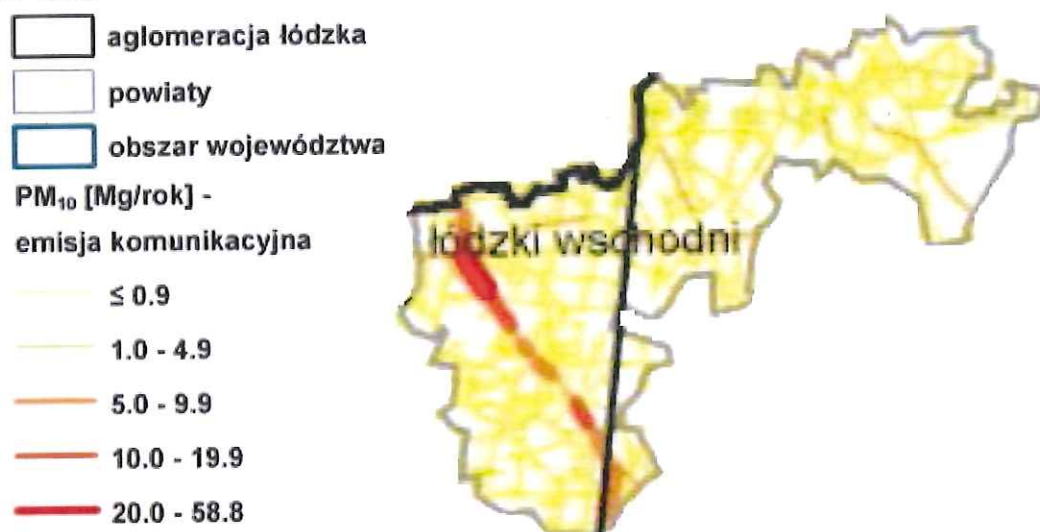 aglomeracja łódzka
powiaty
obszar województwa
PM₁₀ [Mg/rok] -
emisja komunikacyjna
≤ 0.9
1.0 - 4.9
5.0 - 9.9
10.0 - 19.9
20.0 - 58.8
łódzki wschodni